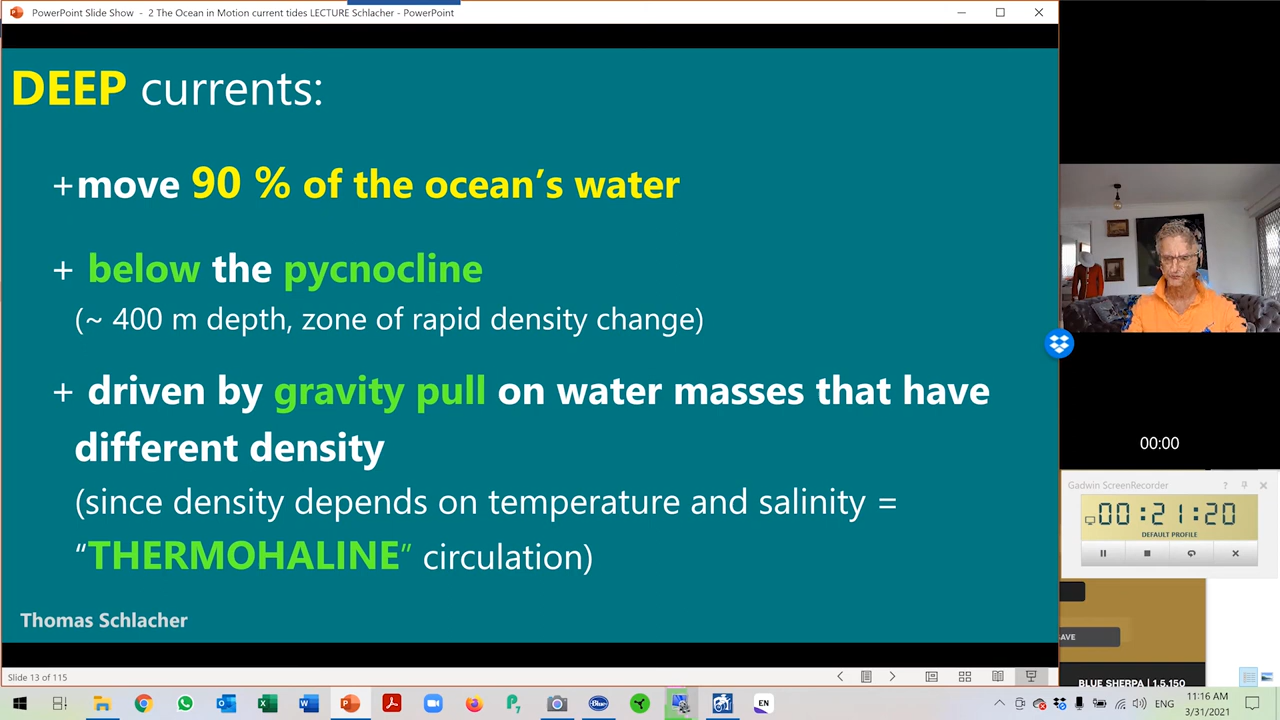 PowerPoint Slide Show - 2 The Ocean in Motion current tides LECTURE Schlacher - PowerPoint
DEEP currents:
+move 90 % of the ocean’s water
+ below the pycnocline
(~ 400 m depth, zone of rapid density change)
+ driven by gravity pull on water masses that have
different density
(since density depends on temperature and salinity =
“THERMOHALINE” circulation)
Thomas Schlacher
00:00
Gadwin ScreenRecorder
00:21:20
DEFAULT PROFILE
AVE
BLUE SHERPA | 1.5.150
Slide 13 of 115
EN
ENG
11:16 AM
3/31/2021